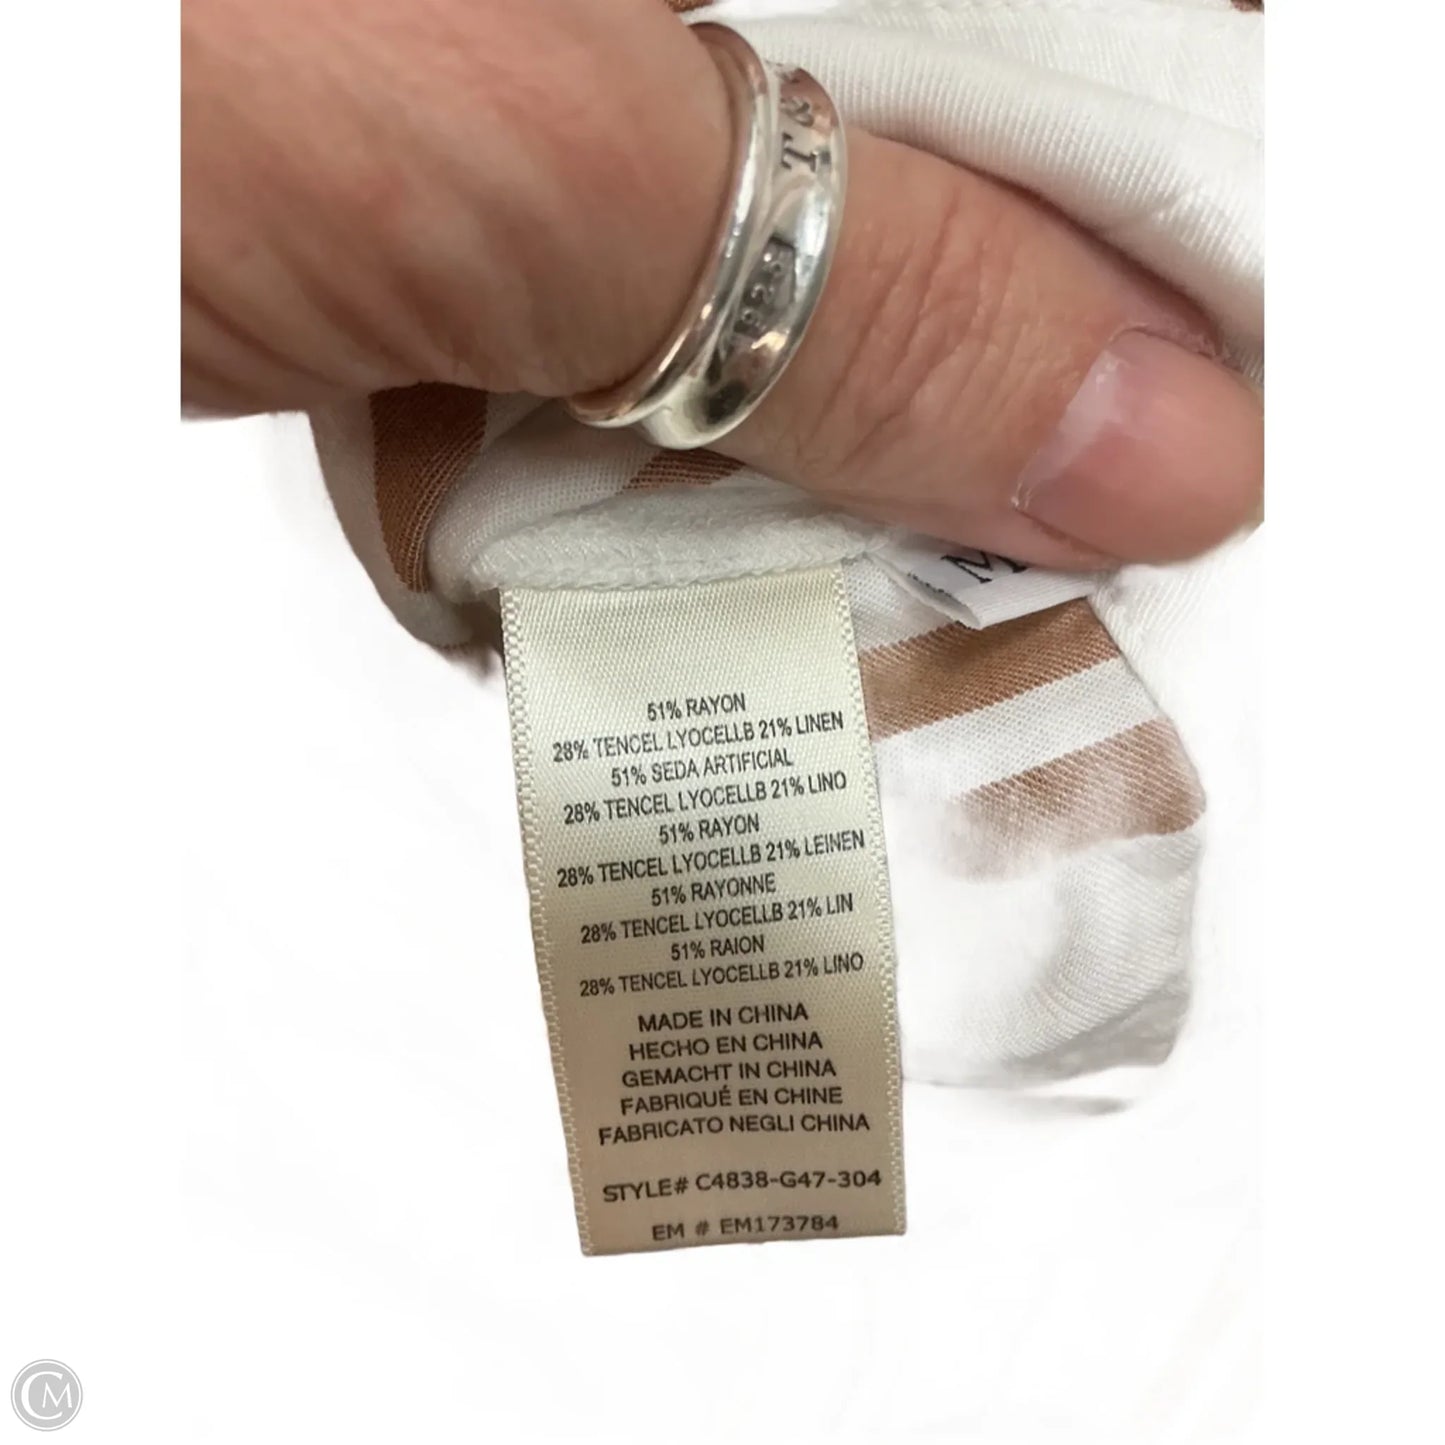 T &
925
M
51% RAYON
28% TENCEL LYOCELLB 21% LINEN
51% SEDA ARTIFICIAL
28% TENCEL LYOCELLB 21% LINO
51% RAYON
28% TENCEL LYOCELLB 21% LEINEN
51% RAYONNE
28% TENCEL LYOCELLB 21% LIN
51% RAION
28% TENCEL LYOCELLB 21% LINO
MADE IN CHINA
HECHO EN CHINA
GEMACHT IN CHINA
FABRIQUÉ EN CHINE
FABRICATO NEGLI CHINA
STYLE# C4838-G47-304
EM # EM173784
CM